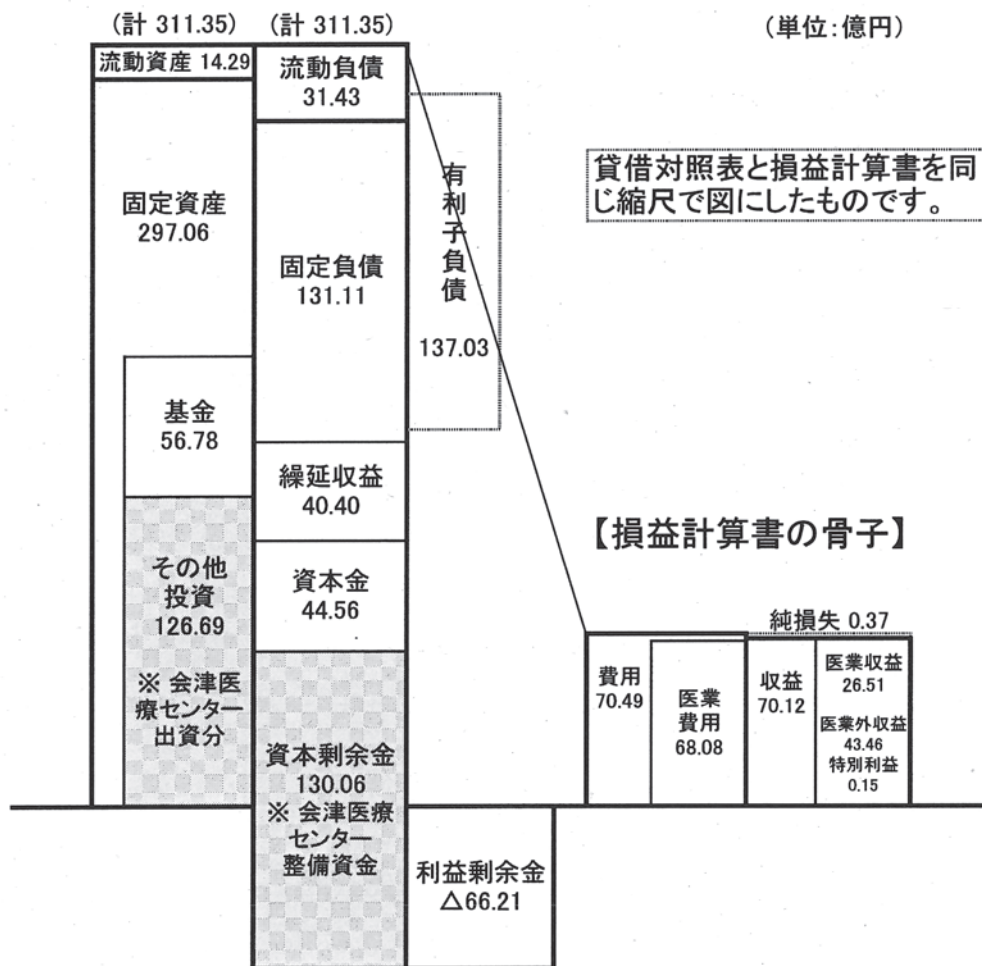 (計 311.35)
(計 311.35)
(単位:億円)
流動資産 14.29
流動負債
31.43
貸借対照表と損益計算書を同
じ縮尺で図にしたものです。
固定資産
297.06
固定負債
131.11
有利子負債
137.03
基金
56.78
繰延収益
40.40
【損益計算書の骨子】
その他
投資
126.69
※ 会津医
療センター
出資分
資本金
44.56
純損失 0.37
費用
70.49
医業
費用
68.08
収益
70.12
医業収益
26.51
医業外収益
43.46
特別利益
0.15
資本剰余金
130.06
※ 会津医療
センター
整備資金
利益剰余金
△66.21